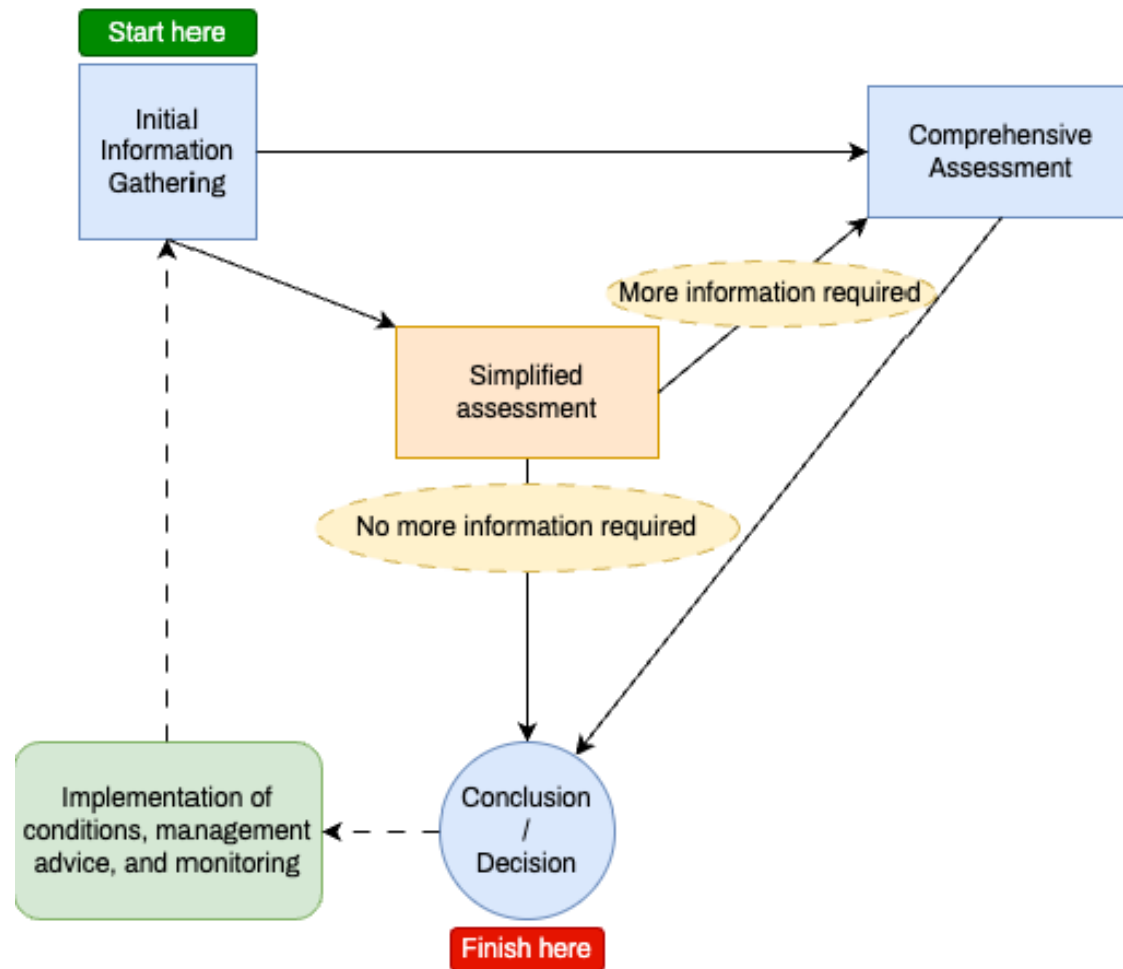 Start here
Initial
Information
Gathering
Comprehensive
Assessment
More information required
Simplified
assessment
No more information required
Implementation of
conditions, management
advice, and monitoring
Conclusion
/
Decision
Finish here